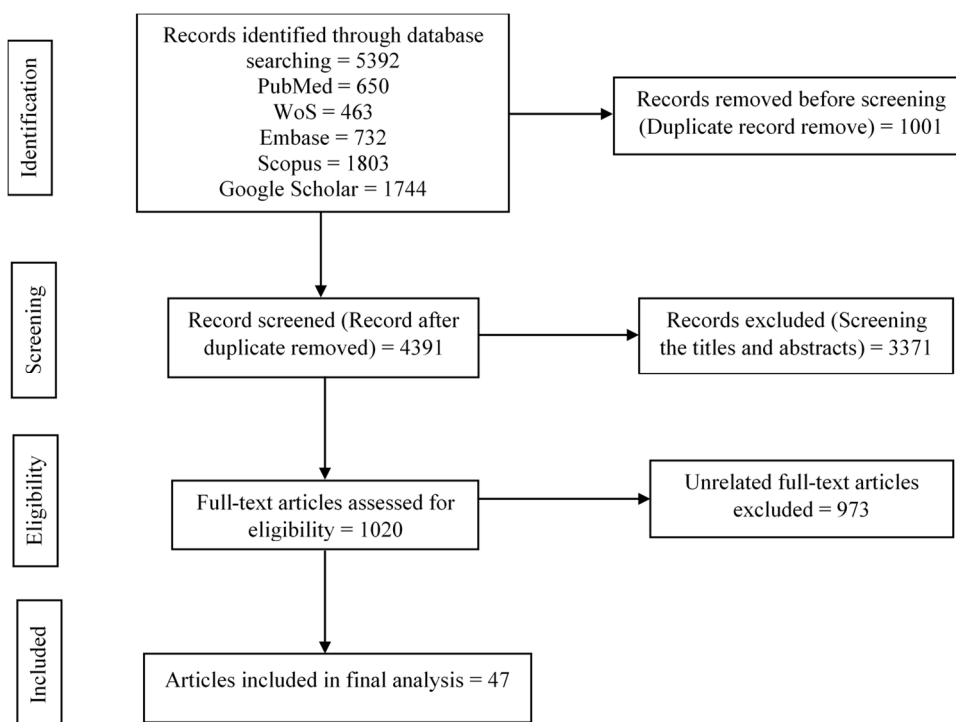 Identification
Records identified through database
searching = 5392
PubMed = 650
WoS = 463
Embase = 732
Scopus = 1803
Google Scholar = 1744
Records removed before screening
(Duplicate record remove) = 1001
Screening
Record screened (Record after
duplicate removed) = 4391
Records excluded (Screening
the titles and abstracts) = 3371
Eligibility
Full-text articles assessed for
eligibility = 1020
Unrelated full-text articles
excluded = 973
Included
Articles included in final analysis = 47